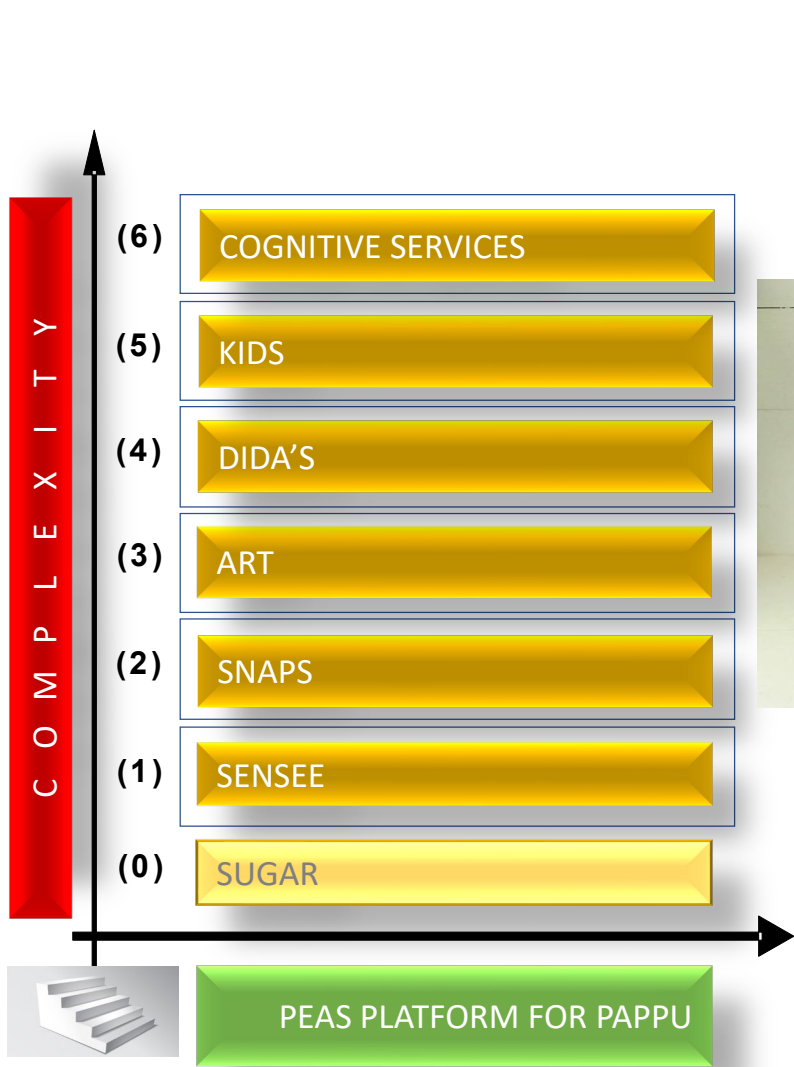 COMPLEXITY
(6) COGNITIVE SERVICES
(5) KIDS
(4) DIDA’S
(3) ART
(2) SNAPS
(1) SENSEE
(0) SUGAR
PEAS PLATFORM FOR PAPPU